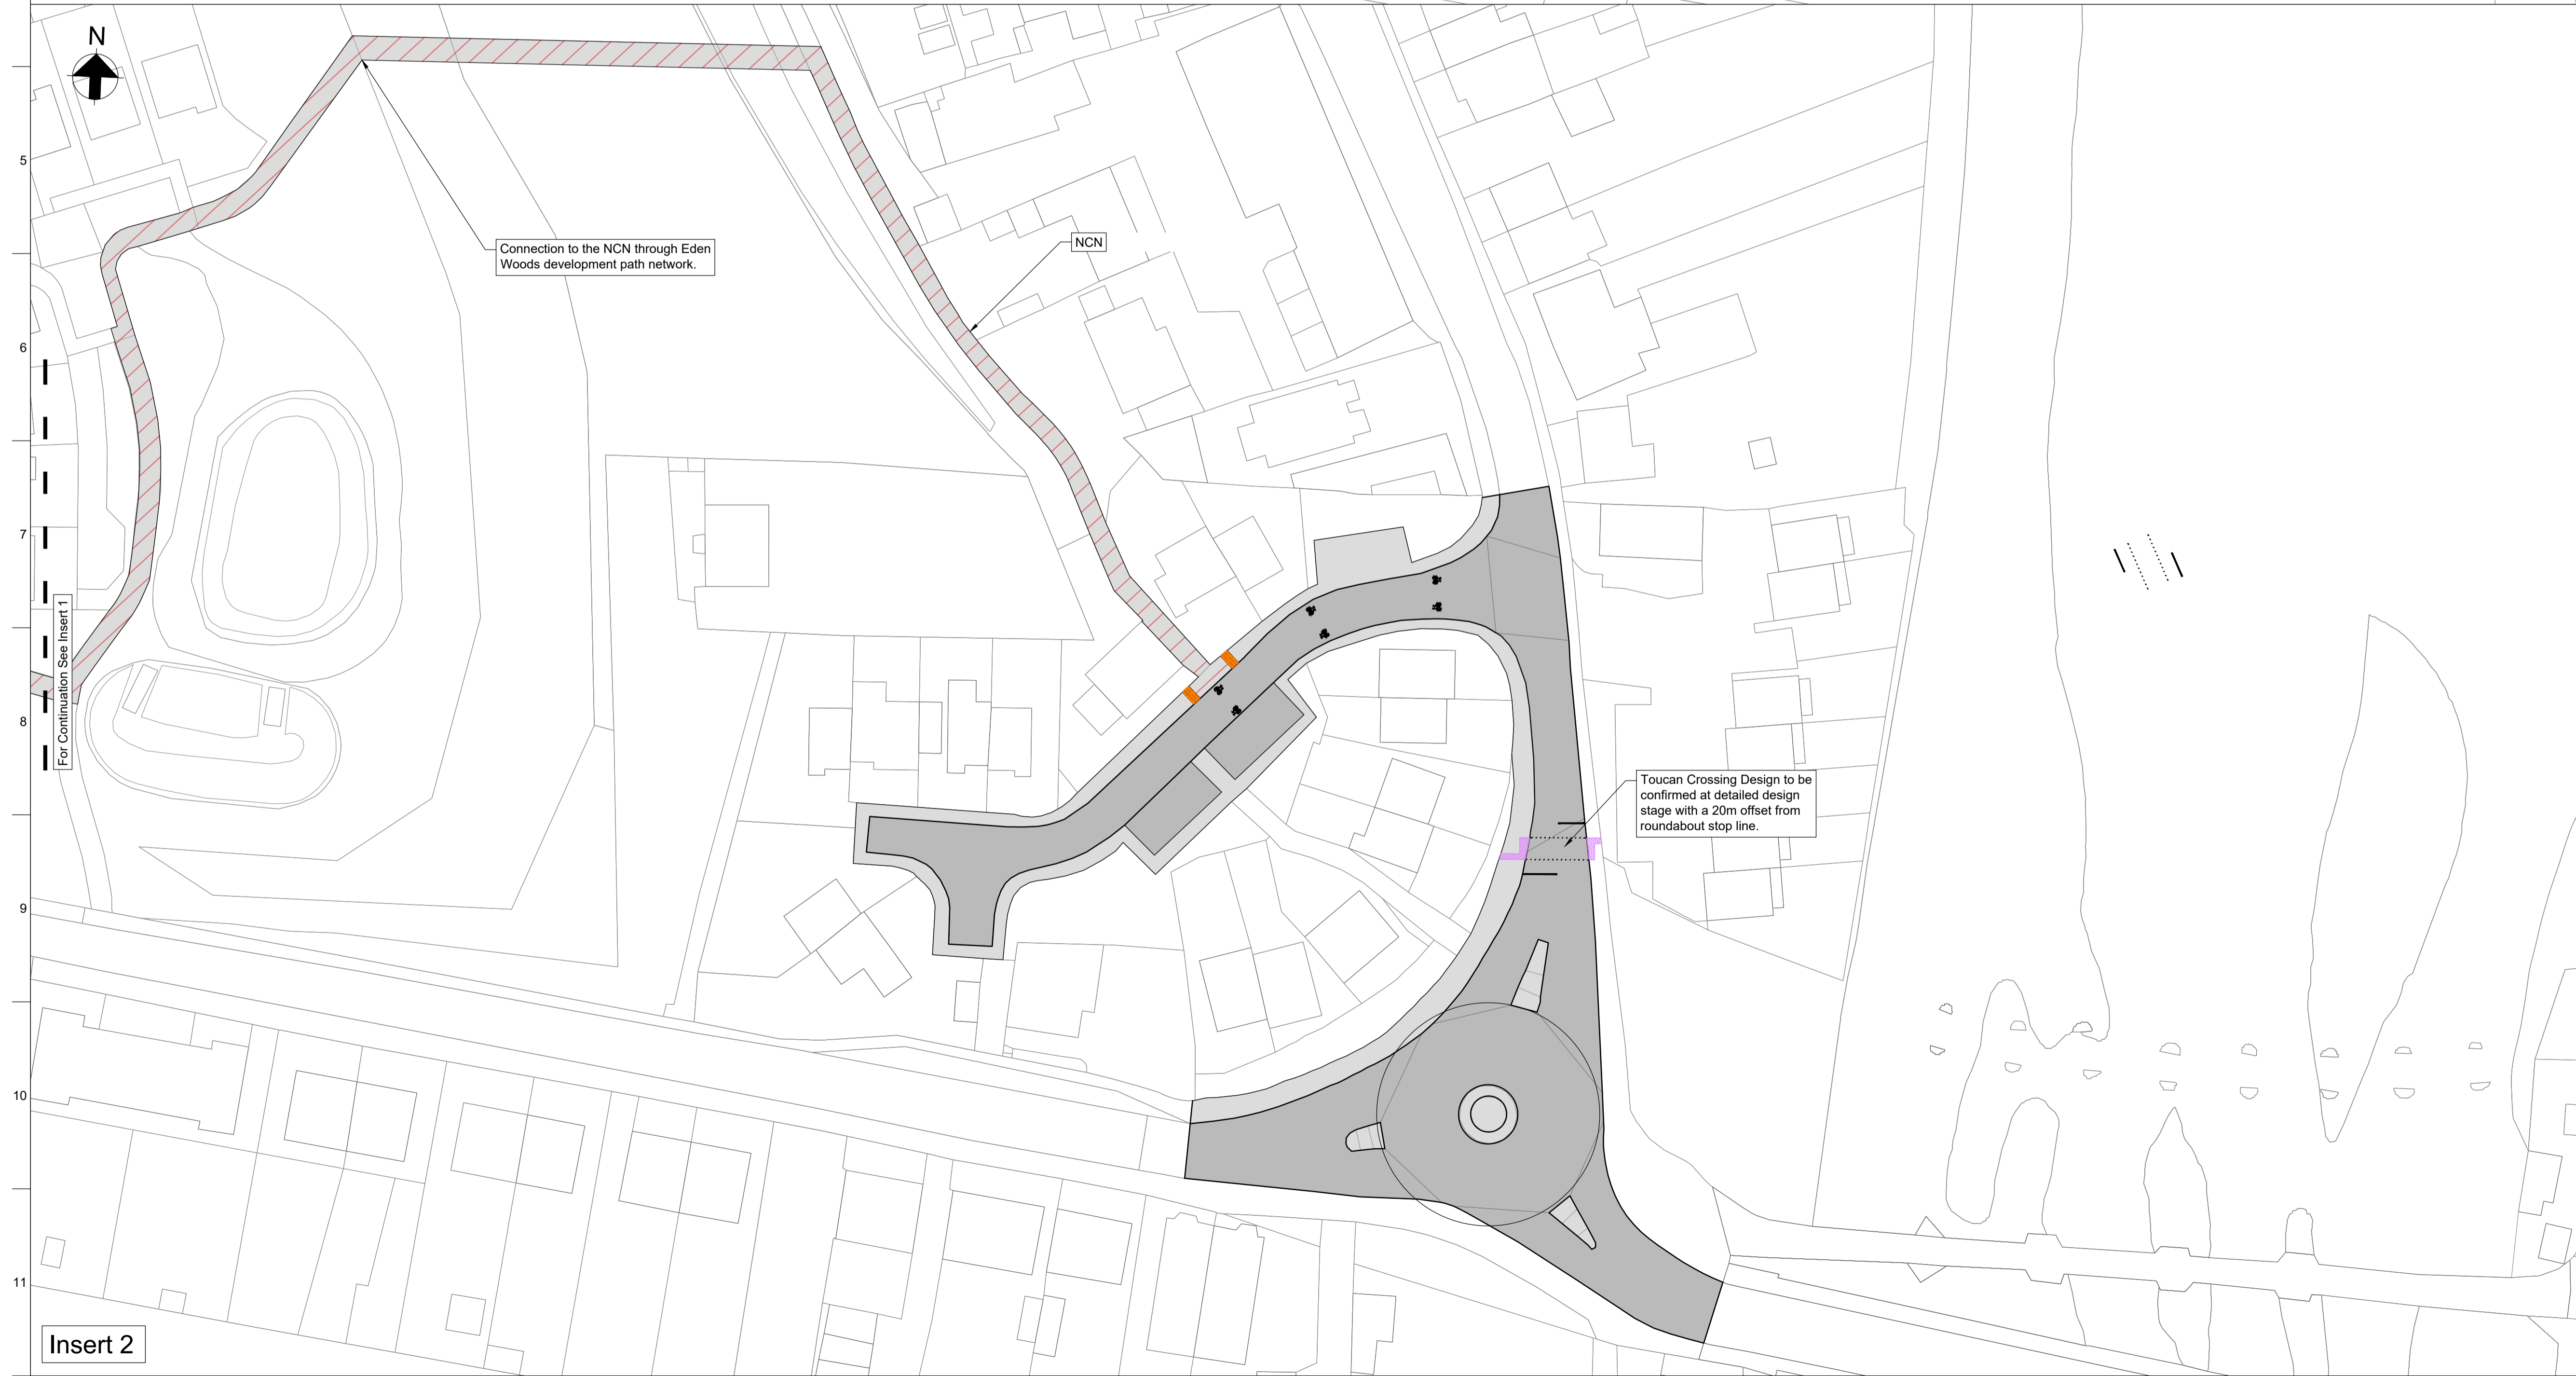 N
5
6
7
8
9
10
11
Connection to the NCN through Eden
Woods development path network.
NCN
For Continuation See Insert 1
Toucan Crossing Design to be
confirmed at detailed design
stage with a 20m offset from
roundabout stop line.
Insert 2